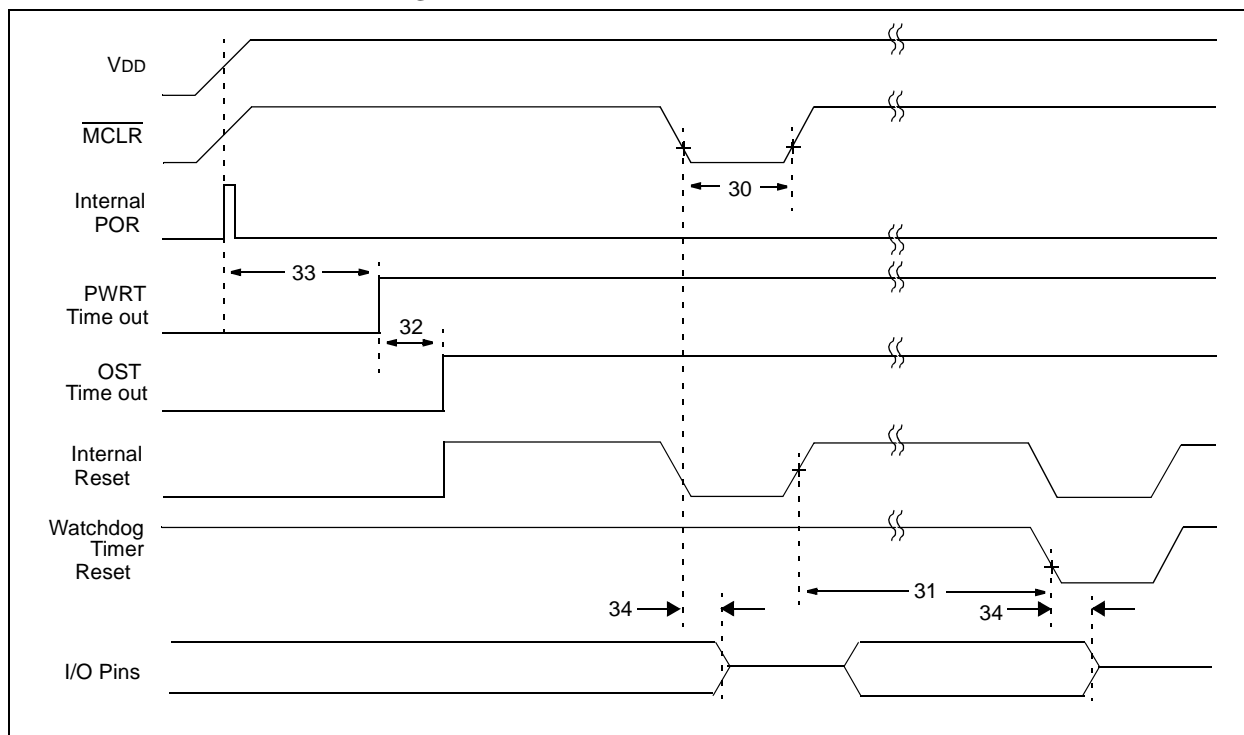 VDD
MCLR
30
Internal
POR
33
PWRT
Time out
32
OST
Time out
Internal
Reset
Watchdog
Timer
Reset
31
34
34
I/O Pins